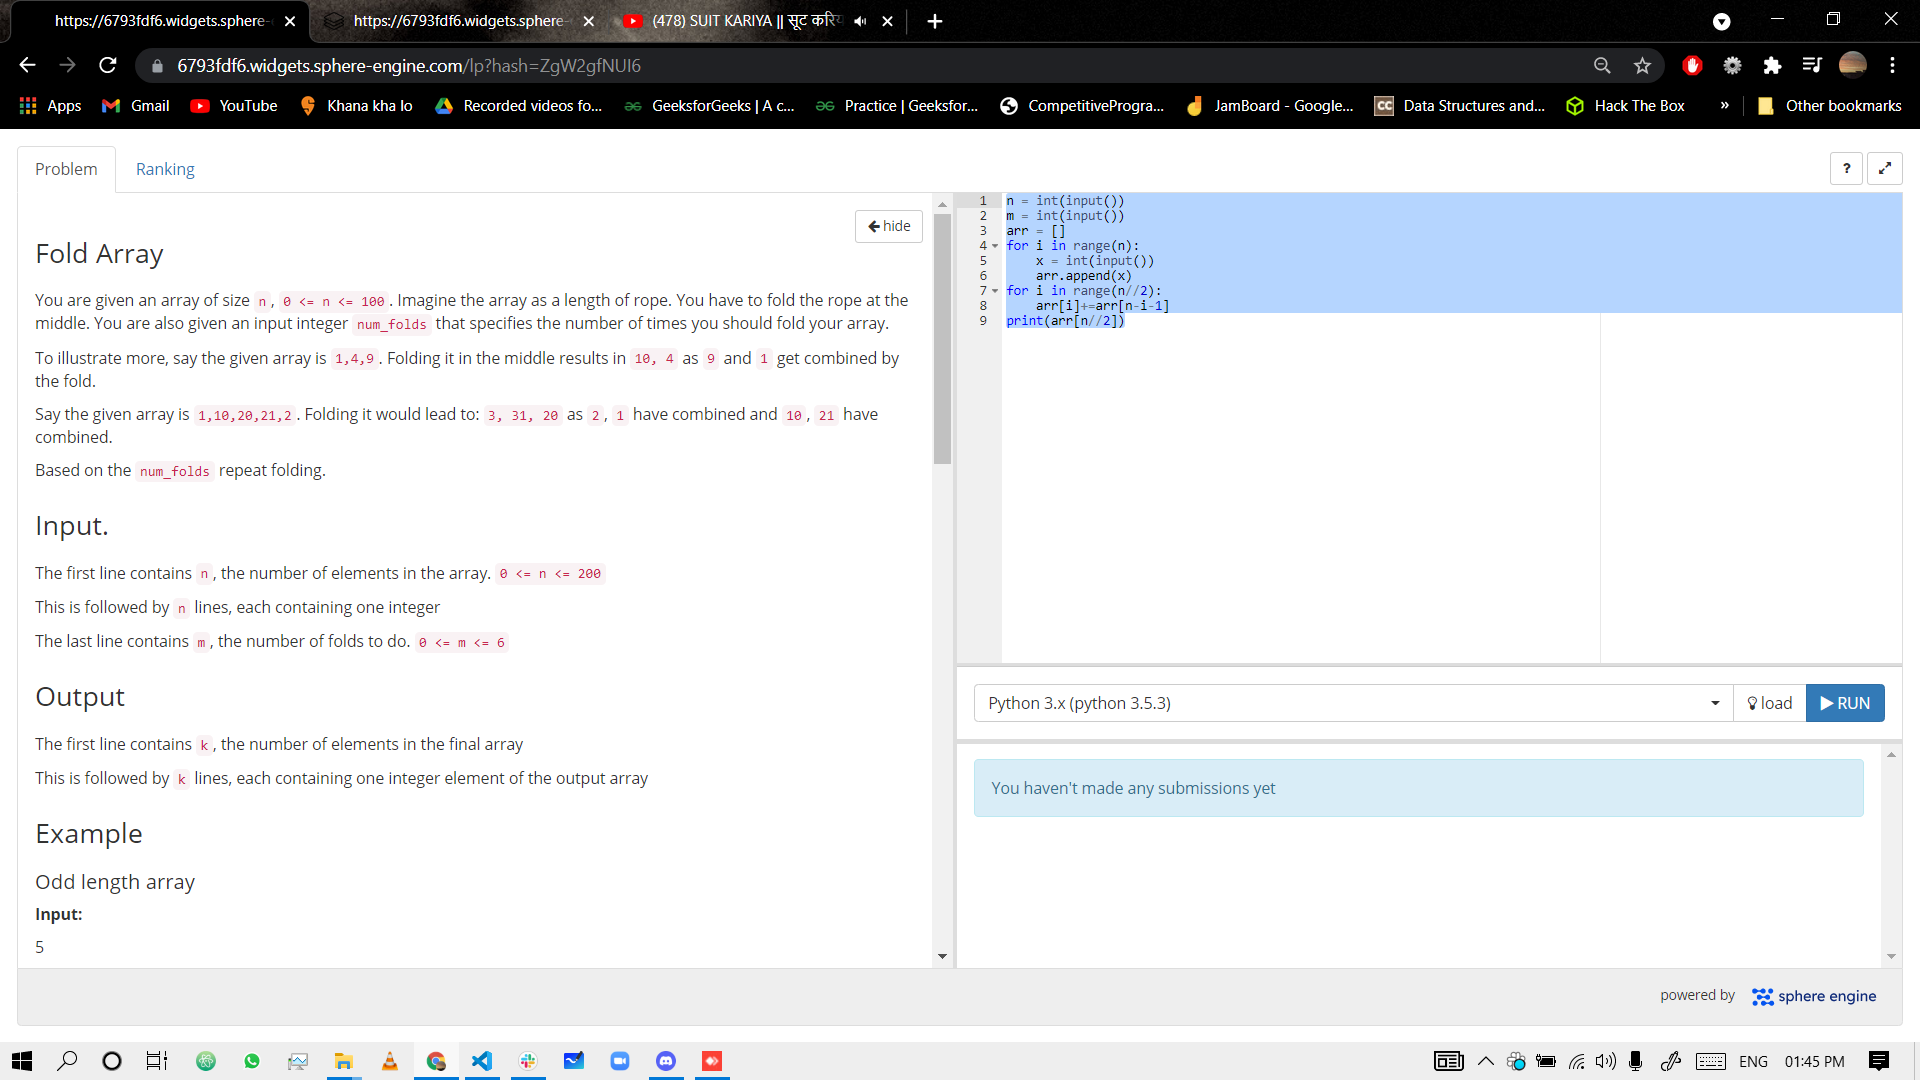 https://6793fdf6.widgets.sphere-
https://6793fdf6.widgets.sphere-
(478) SUIT KARIYA || सूट करिय
6793fdf6.widgets.sphere-engine.com/lp?hash=ZgW2gfNUI6
Apps
Gmail
YouTube
Khana kha lo
Recorded videos fo...
GeeksforGeeks | A c...
Practice | Geeksfor...
CompetitivePrograa...
JamBoard - Google...
CC Data Structures and...
Hack The Box
»
Other bookmarks
Problem
Ranking
?
hide
Fold Array
You are given an array of size n, 0 <= n <= 100. Imagine the array as a length of rope. You have to fold the rope at the
middle. You are also given an input integer num_folds that specifies the number of times you should fold your array.
To illustrate more, say the given array is 1,4,9. Folding it in the middle results in 10, 4 as 9 and 1 get combined by
the fold.
Say the given array is 1,10,20,21,2. Folding it would lead to: 3, 31, 20 as 2, 1 have combined and 10, 21 have
combined.
Based on the num_folds repeat folding.
Input.
The first line contains n, the number of elements in the array. 0 <= n <= 200
This is followed by n lines, each containing one integer
The last line contains m, the number of folds to do. 0 <= m <= 6
Output
The first line contains k, the number of elements in the final array
This is followed by k lines, each containing one integer element of the output array
Example
Odd length array
Input:
5
1 n = int(input())
2 m = int(input())
3 arr = []
4 for i in range(n):
5 x = int(input())
6 arr.append(x)
7 for i in range(n//2):
8 arr[i]+=arr[n-i-1]
9 print(arr[n//2])
Python 3.x (python 3.5.3)
load
RUN
You haven't made any submissions yet
powered by
sphere engine
ENG
01:45 PM